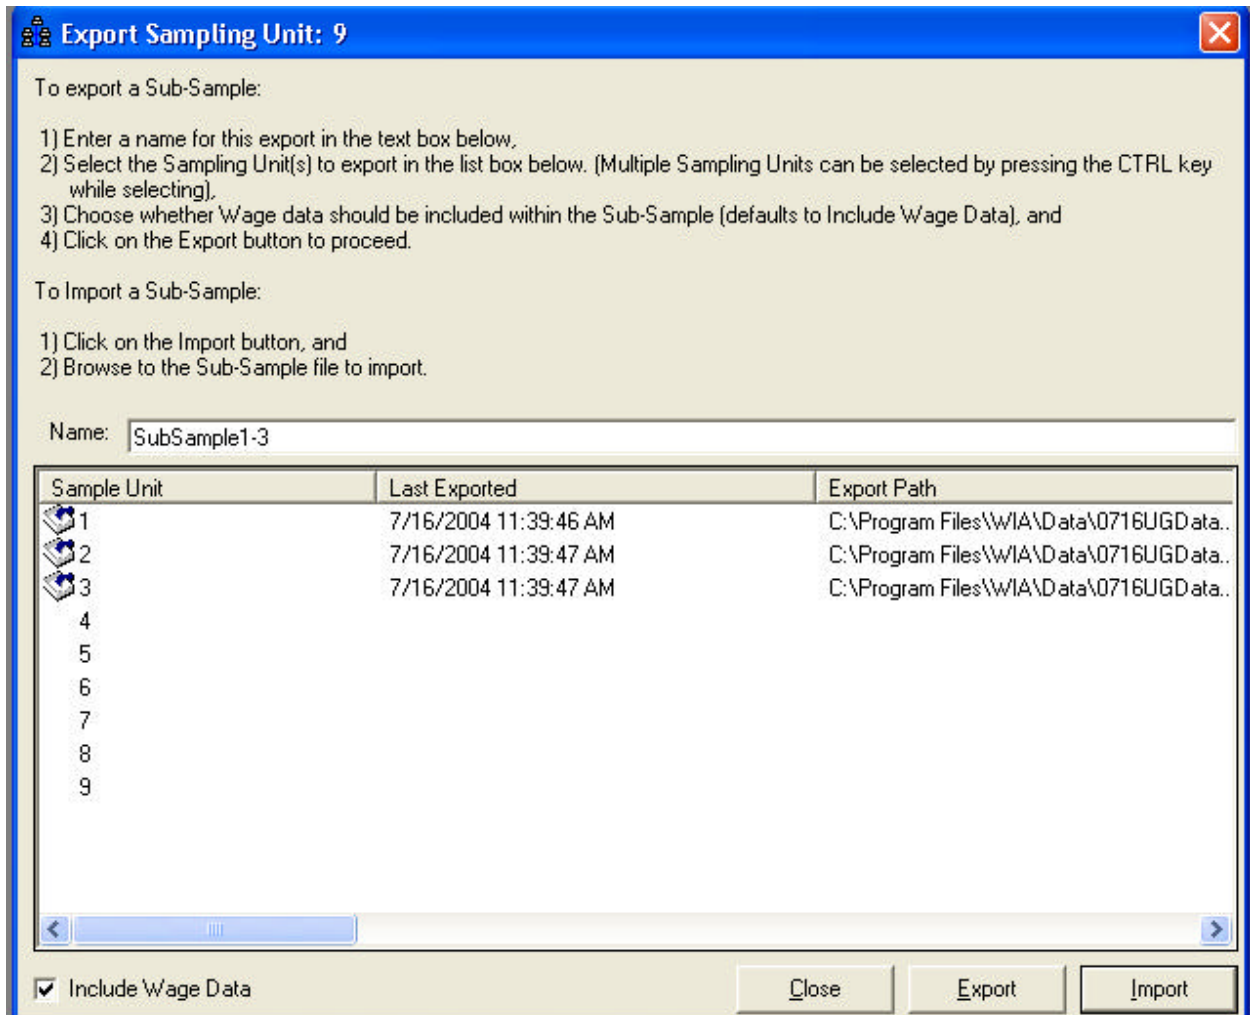 Export Sampling Unit: 9
To export a Sub-Sample:
1) Enter a name for this export in the text box below,
2) Select the Sampling Unit(s) to export in the list box below. (Multiple Sampling Units can be selected by pressing the CTRL key
while selecting),
3) Choose whether Wage data should be included within the Sub-Sample (defaults to Include Wage Data), and
4) Click on the Export button to proceed.
To Import a Sub-Sample:
1) Click on the Import button, and
2) Browse to the Sub-Sample file to import.
Name: SubSample1-3
Sample Unit Last Exported Export Path
1 7/16/2004 11:39:46 AM C:\Program Files\WIA\Data\0716UGData..
2 7/16/2004 11:39:47 AM C:\Program Files\WIA\Data\0716UGData..
3 7/16/2004 11:39:47 AM C:\Program Files\WIA\Data\0716UGData..
4
5
6
7
8
9
Include Wage Data Close Export Import